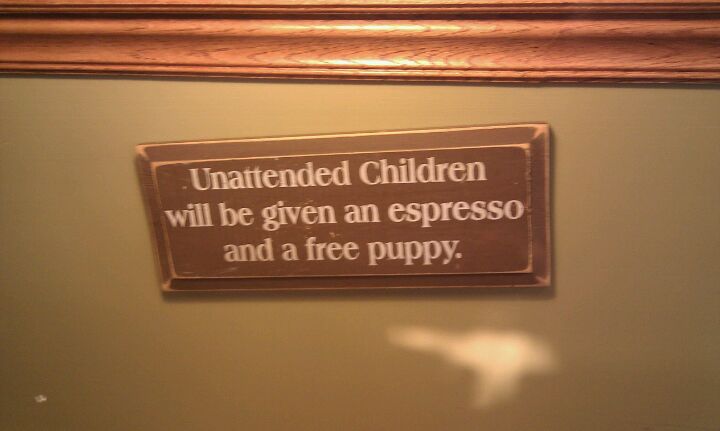 Unattended Children
will be given an espresso
and a free puppy.